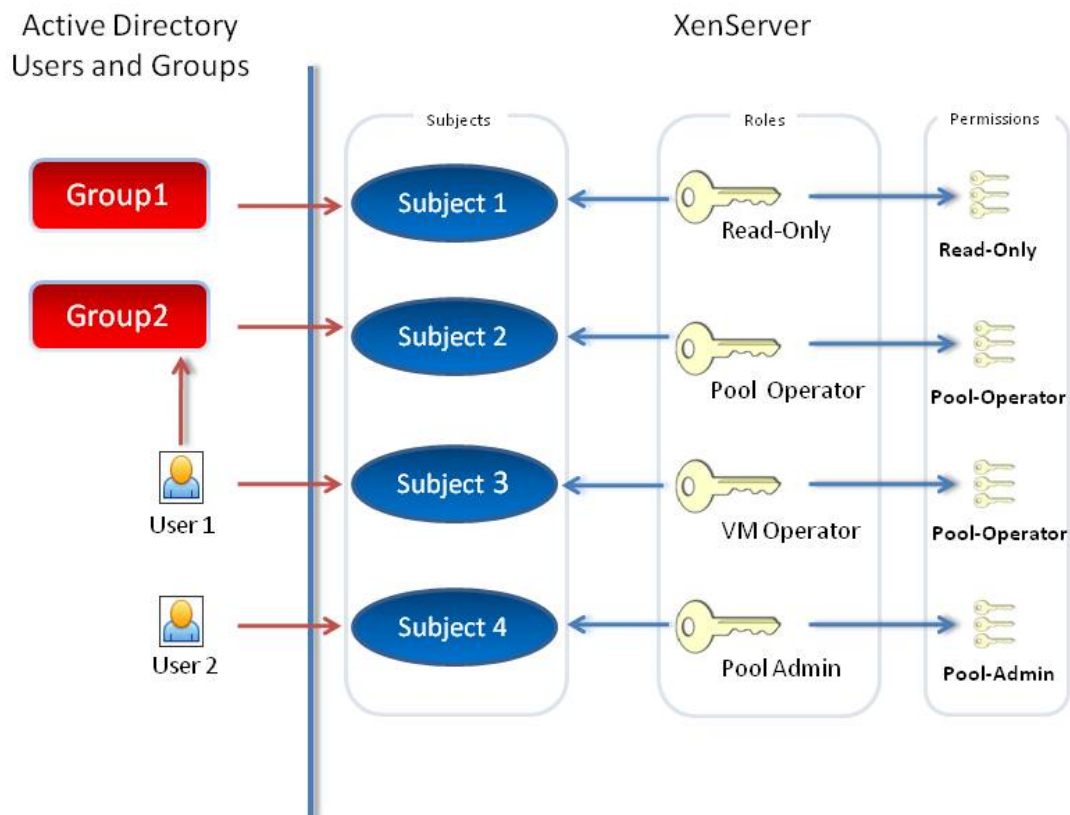 Active Directory
Users and Groups
XenServer
Subjects
Roles
Permissions
Group1
Subject 1
Read-Only
Read-Only
Group2
Subject 2
Pool Operator
Pool-Operator
User 1
Subject 3
VM Operator
Pool-Operator
User 2
Subject 4
Pool Admin
Pool-Admin